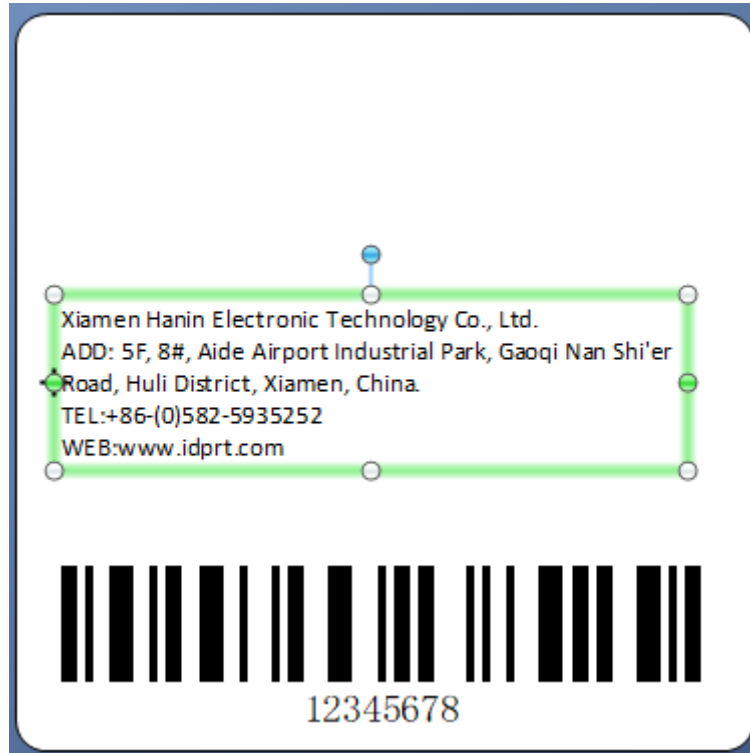 Xiamen Hanin Electronic Technology Co., Ltd.
ADD: 5F, 8#, Aide Airport Industrial Park, Gaoqi Nan Shi'er
Road, Huli District, Xiamen, China.
TEL:+86-(0)582-5935252
WEB:www.idprt.com
12345678